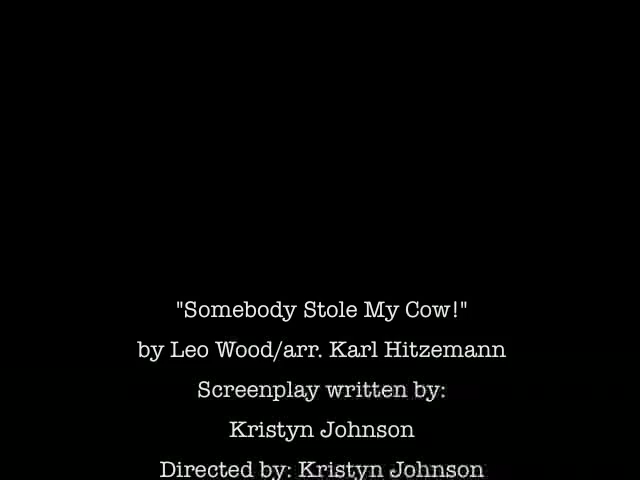 "Somebody Stole My Cow!"
by Leo Wood/arr. Karl Hitzemann
Screenplay written by:
Kristyn Johnson
Directed by: Kristyn Johnson